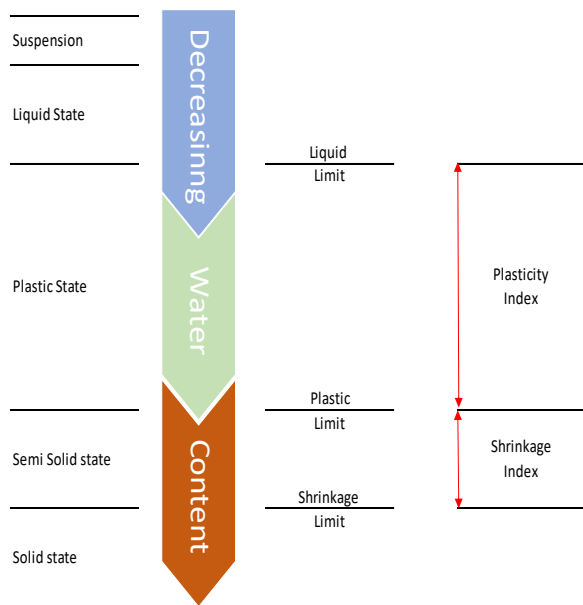 Suspension
Liquid State
Plastic State
Semi Solid state
Solid state
Decreasinng
Water
Content
Liquid
Limit
Plastic
Limit
Shrinkage
Limit
Plasticity
Index
Shrinkage
Index